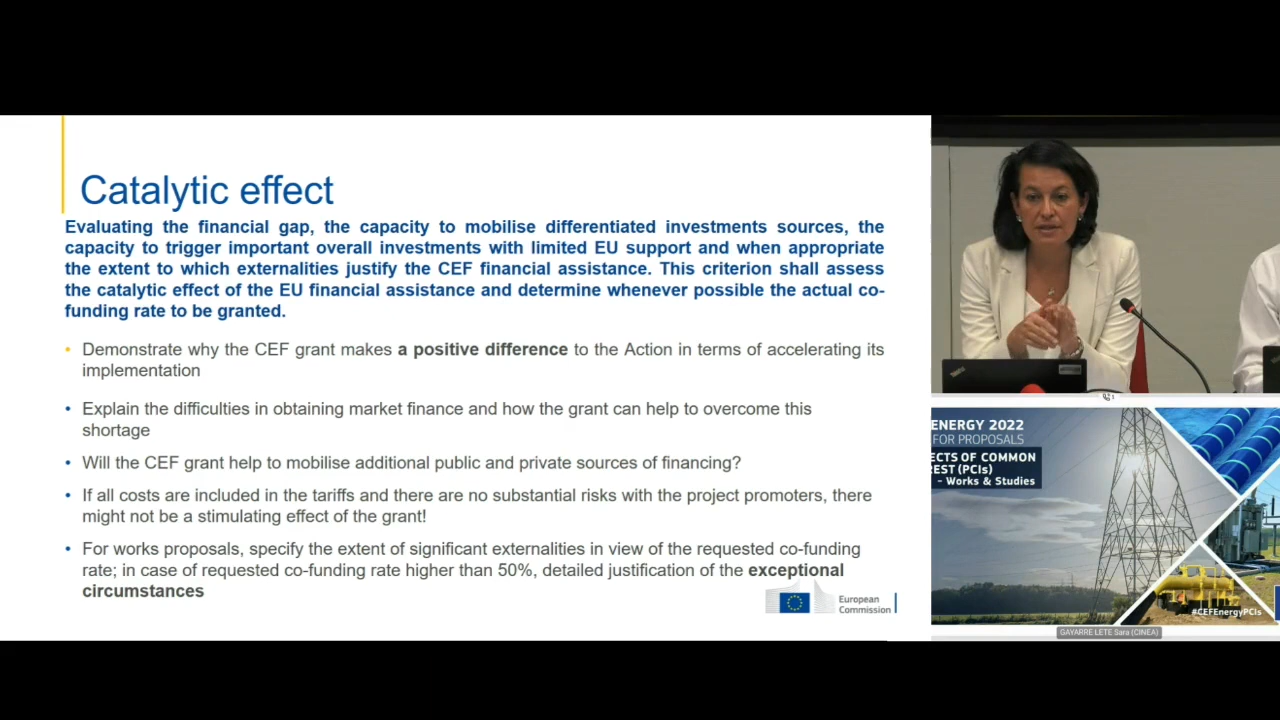 Catalytic effect
Evaluating the financial gap, the capacity to mobilise differentiated investments sources, the
capacity to trigger important overall investments with limited EU support and when appropriate
the extent to which externalities justify the CEF financial assistance. This criterion shall assess
the catalytic effect of the EU financial assistance and determine whenever possible the actual co-
funding rate to be granted.
• Demonstrate why the CEF grant makes a positive difference to the Action in terms of accelerating its
implementation
• Explain the difficulties in obtaining market finance and how the grant can help to overcome this
shortage
• Will the CEF grant help to mobilise additional public and private sources of financing?
• If all costs are included in the tariffs and there are no substantial risks with the project promoters, there
might not be a stimulating effect of the grant!
• For works proposals, specify the extent of significant externalities in view of the requested co-funding
rate; in case of requested co-funding rate higher than 50%, detailed justification of the exceptional
circumstances
European
Commission
ENERGY 2022
FOR PROPOSALS
ECTS OF COMMON
REST (PCIs)
- Works & Studies
#CEFEnergyPCIs
GAYARRE LETE Sara (CINEA)